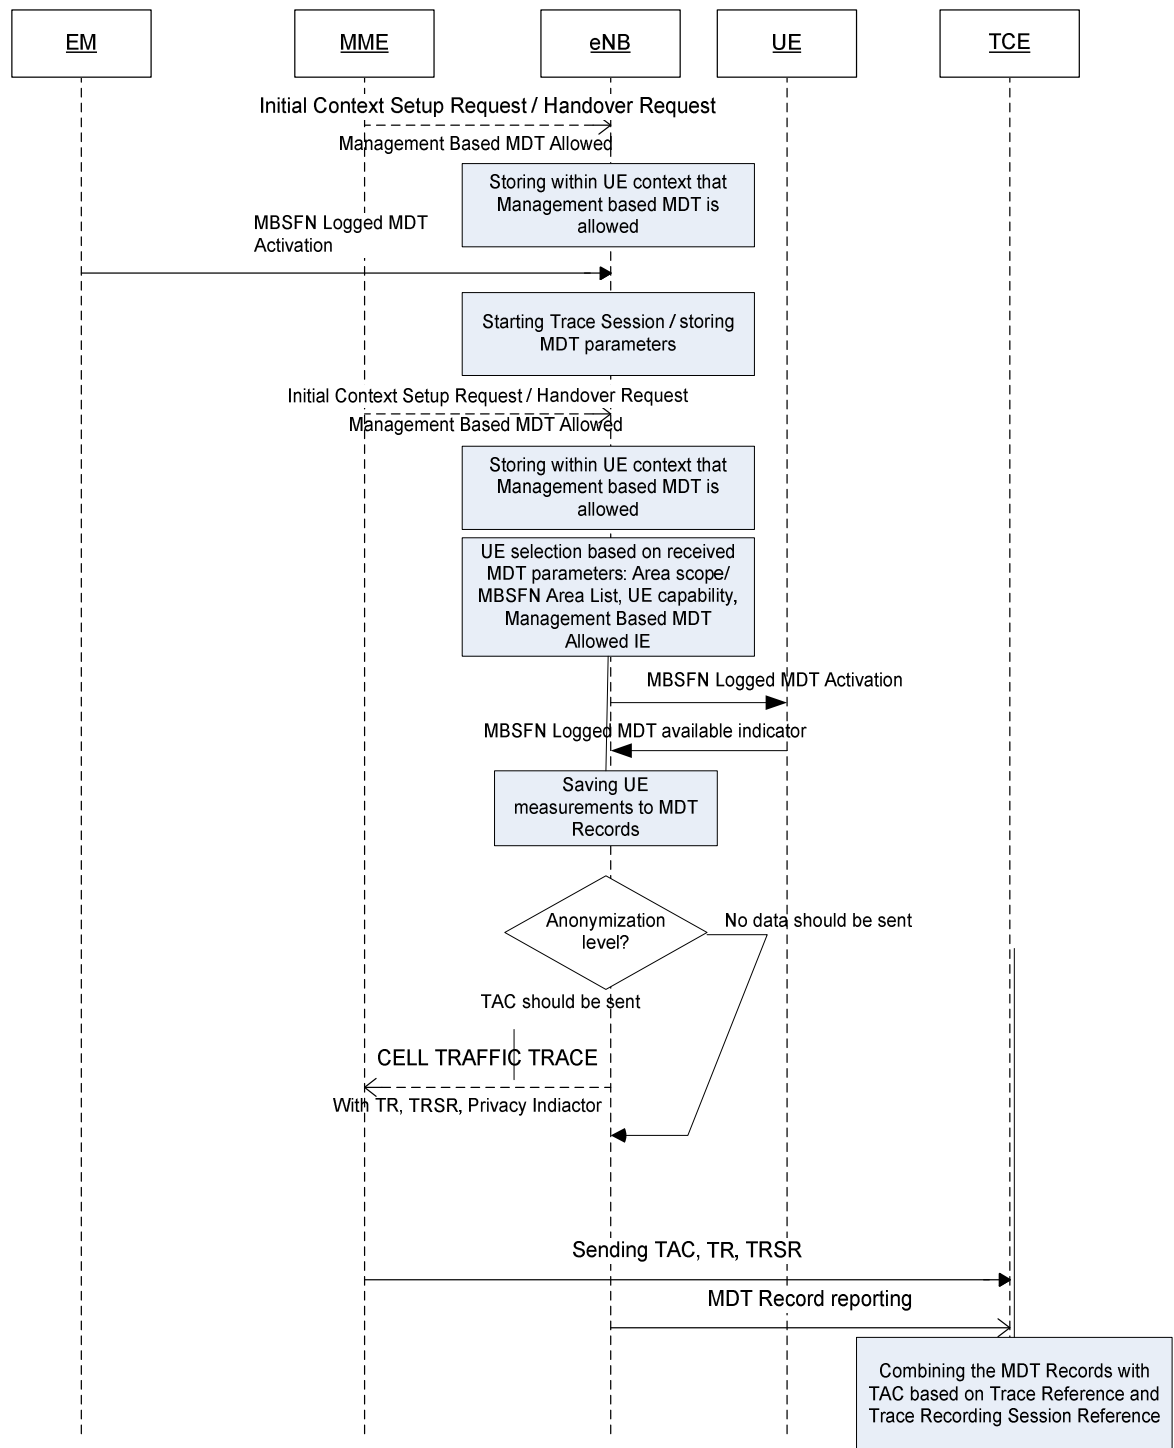 EM
MME
eNB
UE
TCE
Initial Context Setup Request / Handover Request
Management Based MDT Allowed
Storing within UE context that
Management based MDT is
allowed
MBSFN Logged MDT
Activation
Starting Trace Session / storing
MDT parameters
Initial Context Setup Request / Handover Request
Management Based MDT Allowed
Storing within UE context that
Management based MDT is
allowed
UE selection based on received
MDT parameters: Area scope/
MBSFN Area List, UE capability,
Management Based MDT
Allowed IE
MBSFN Logged MDT Activation
MBSFN Logged MDT available indicator
Saving UE
measurements to MDT
Records
Anonymization
level?
No data should be sent
TAC should be sent
CELL TRAFFIC TRACE
With TR, TRSR, Privacy Indiactor
Sending TAC, TR, TRSR
MDT Record reporting
Combining the MDT Records with
TAC based on Trace Reference and
Trace Recording Session Reference